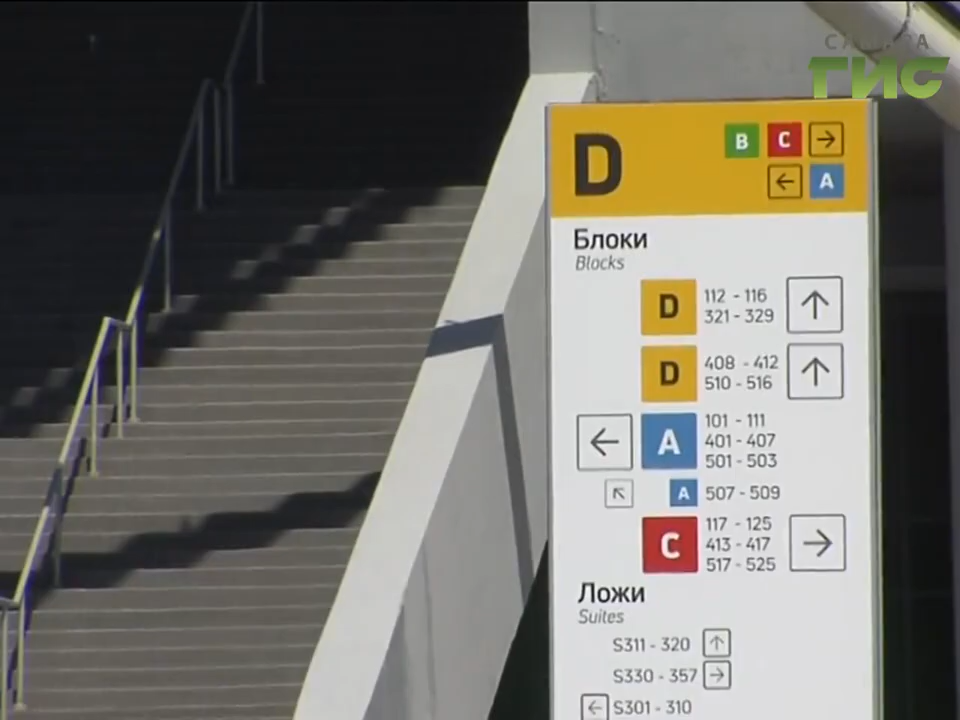 САМАРА
ГИС
D B C →
← A
Блоки
Blocks
D 112 - 116 ↑
321 - 329
D 408 - 412 ↑
510 - 516
← A 101 - 111
401 - 407
501 - 503
↖ A 507 - 509
C 117 - 125 →
413 - 417
517 - 525
Ложи
Suites
S311 - 320 ↑
S330 - 357 →
← S301 - 310